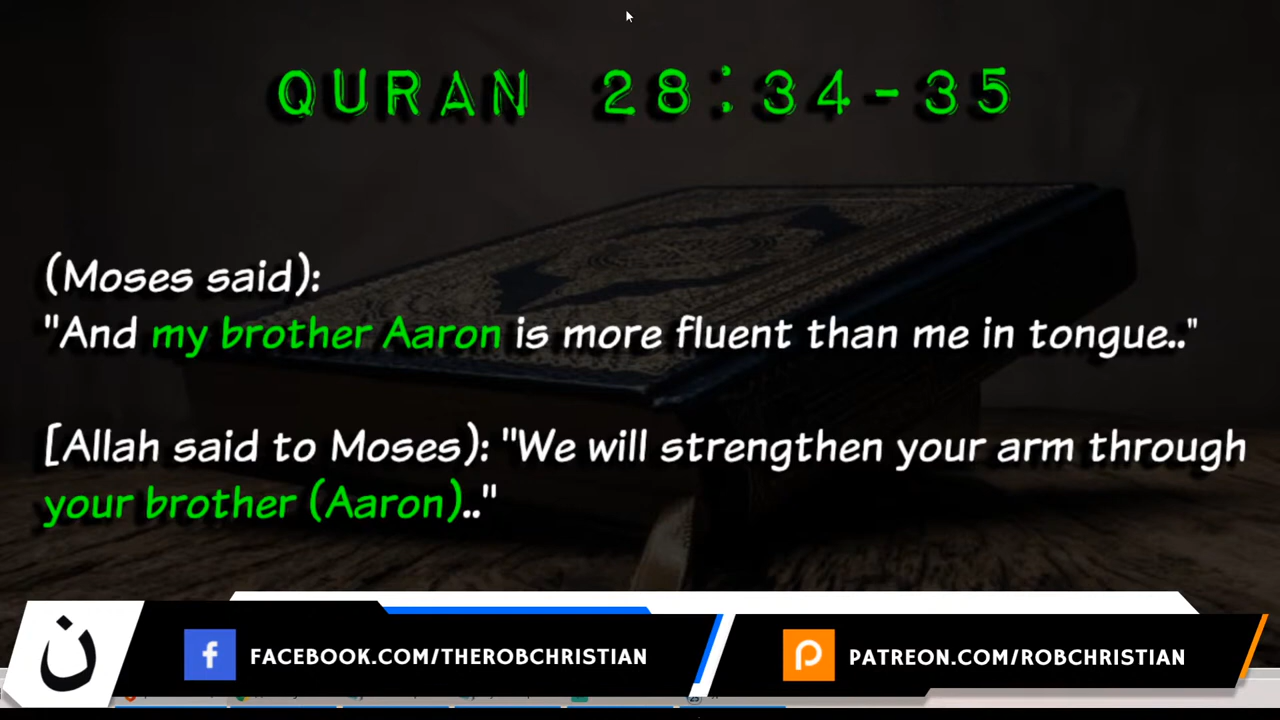 QURAN 28:34-35
(Moses said):
"And my brother Aaron is more fluent than me in tongue.."
[Allah said to Moses): "We will strengthen your arm through
your brother (Aaron).."
ن
f FACEBOOK.COM/THEROBCHRISTIAN
PATREON.COM/ROBCHRISTIAN